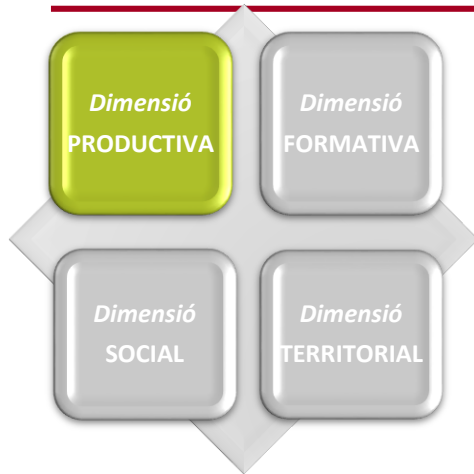 Dimensió
PRODUCTIVA
Dimensió
FORMATIVA
Dimensió
SOCIAL
Dimensió
TERRITORIAL